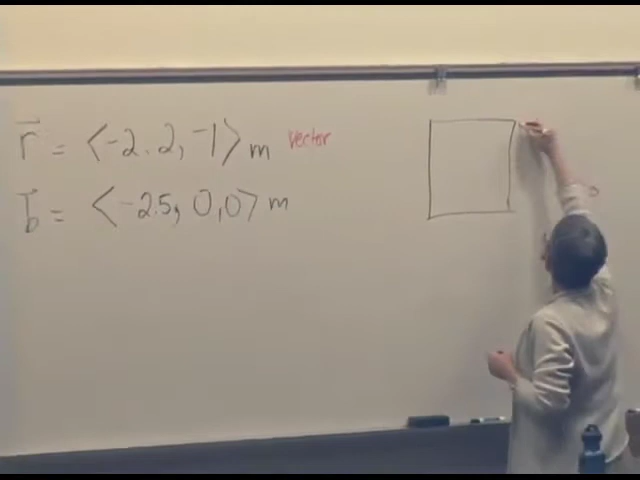 r⃗ = ⟨-2.2, -1⟩ m vector
b⃗ = ⟨-2.5, 0,0⟩ m